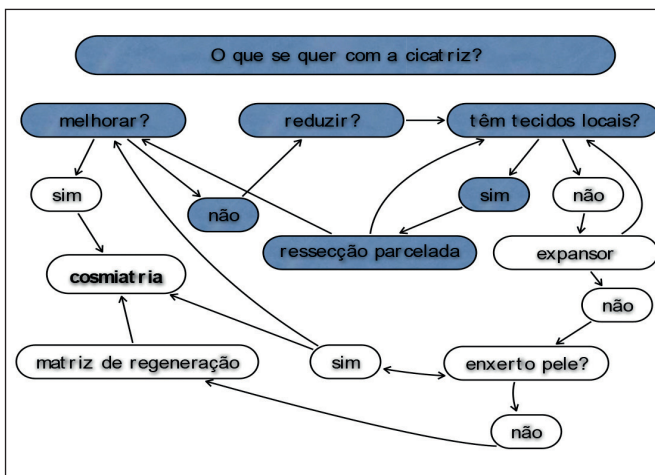 O que se quer com a cicatriz?
melhorar?
reduzir?
têm tecidos locais?
sim
não
sim
não
ressecção parcelada
expansor
cosmiatria
não
matriz de regeneração
sim
enxerto pele?
não